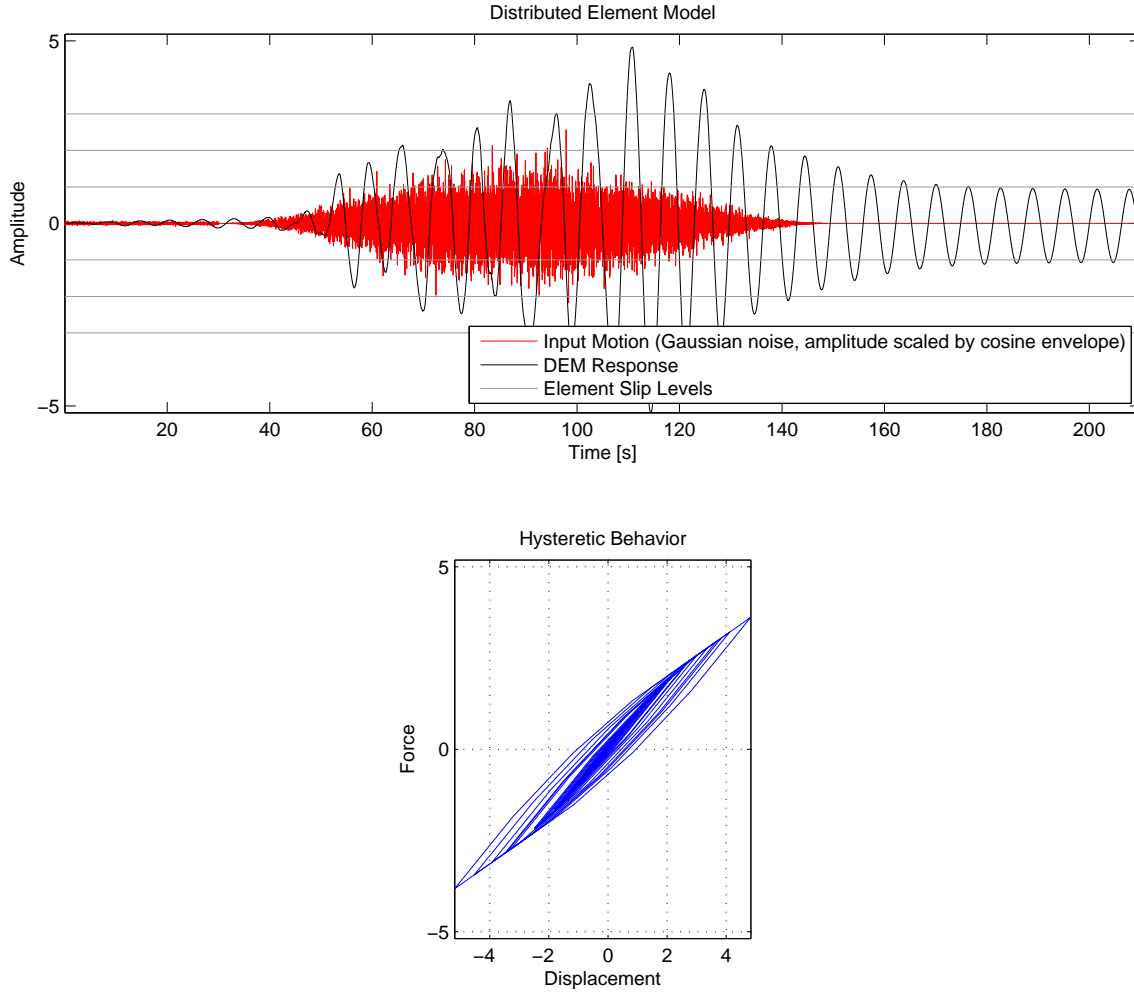 Distributed Element Model
5
0
−5
Amplitude
Input Motion (Gaussian noise, amplitude scaled by cosine envelope)
DEM Response
Element Slip Levels
20 40 60 80 100 120 140 160 180 200
Time [s]
Hysteretic Behavior
5
0
−5
Force
−4 −2 0 2 4
Displacement